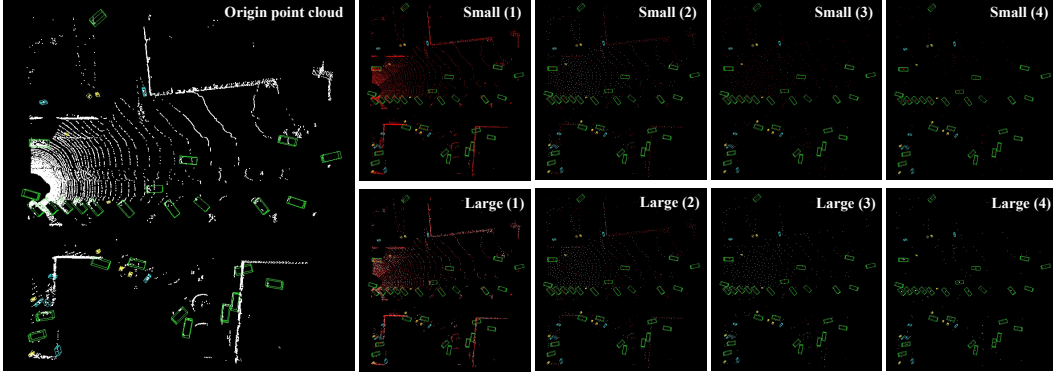 Origin point cloud
Small (1)
Small (2)
Small (3)
Small (4)
Large (1)
Large (2)
Large (3)
Large (4)